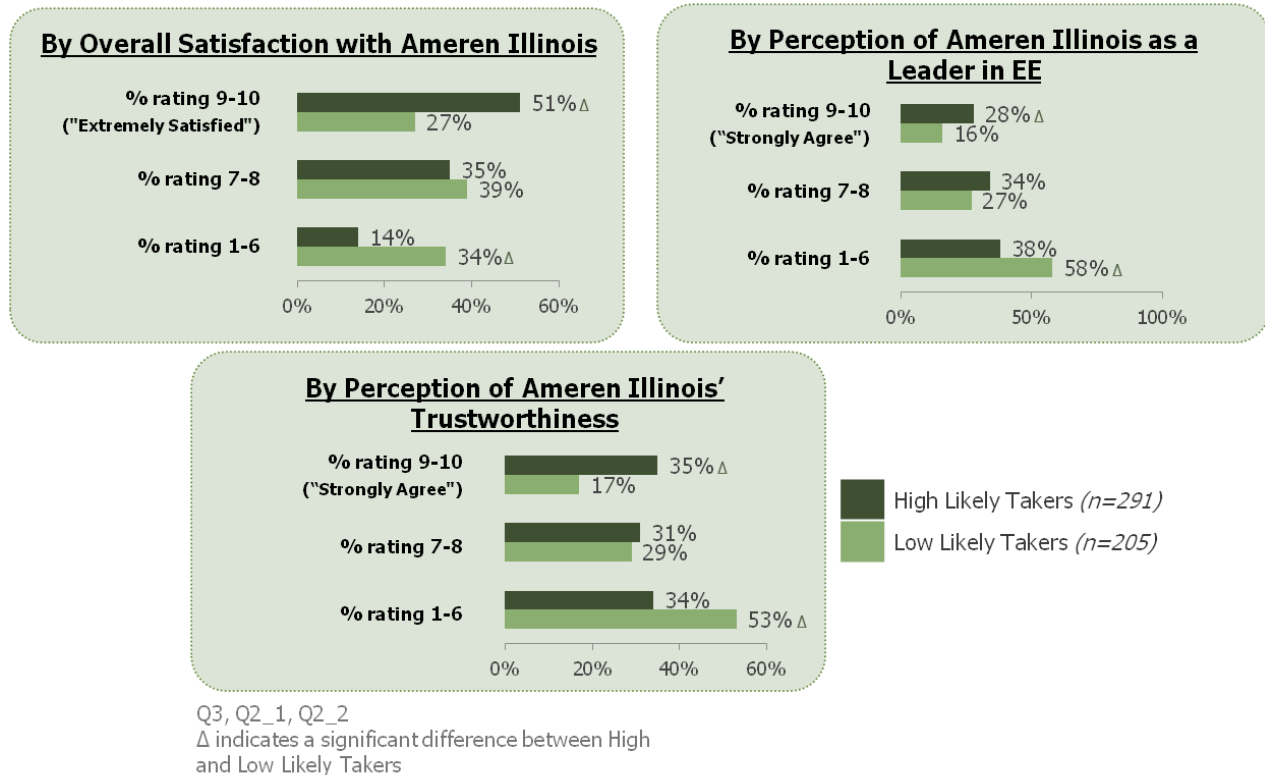 By Overall Satisfaction with Ameren Illinois
% rating 9-10
("Extremely Satisfied")
51% Δ
27%
% rating 7-8
35%
39%
% rating 1-6
14%
34% Δ
0% 20% 40% 60%
By Perception of Ameren Illinois as a
Leader in EE
% rating 9-10
(“Strongly Agree")
28% Δ
16%
% rating 7-8
34%
27%
% rating 1-6
38%
58% Δ
0% 50% 100%
By Perception of Ameren Illinois’
Trustworthiness
% rating 9-10
(“Strongly Agree")
35% Δ
17%
% rating 7-8
31%
29%
% rating 1-6
34%
53% Δ
0% 20% 40% 60%
High Likely Takers (n=291)
Low Likely Takers (n=205)
Q3, Q2_1, Q2_2
Δ indicates a significant difference between High
and Low Likely Takers